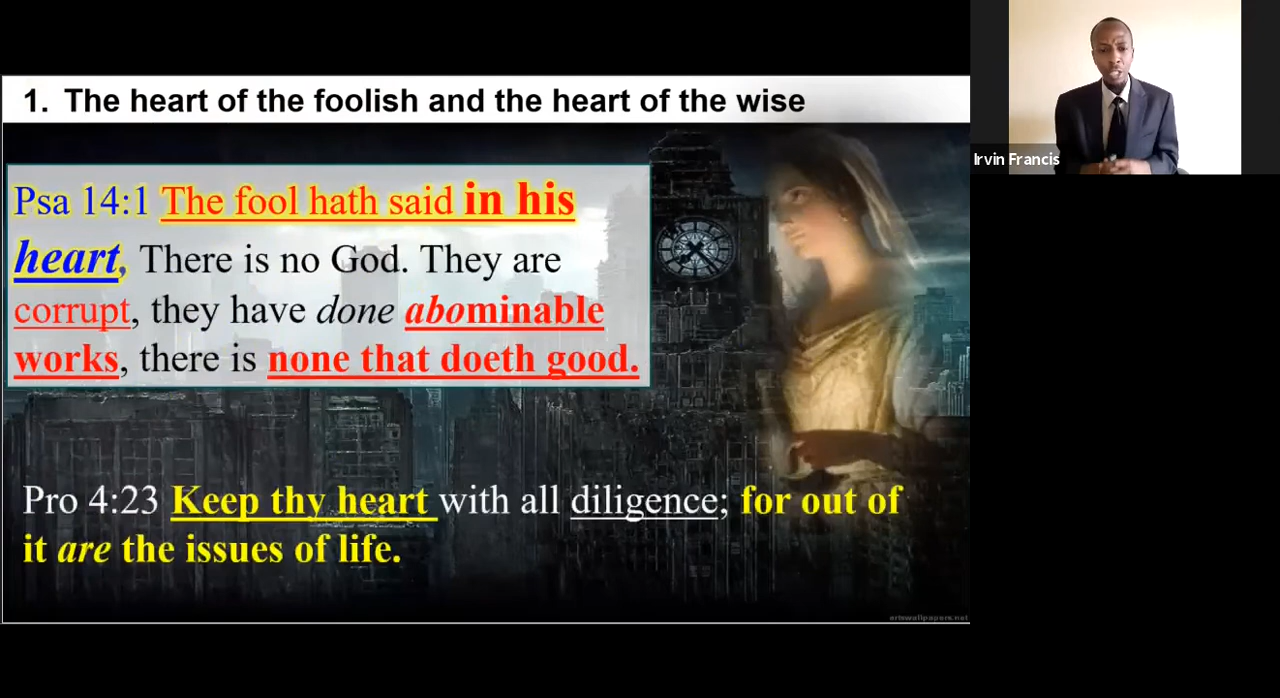 1. The heart of the foolish and the heart of the wise
Psa 14:1 The fool hath said in his
heart, There is no God. They are
corrupt, they have done abominable
works, there is none that doeth good.
Pro 4:23 Keep thy heart with all diligence; for out of
it are the issues of life.
Irvin Francis